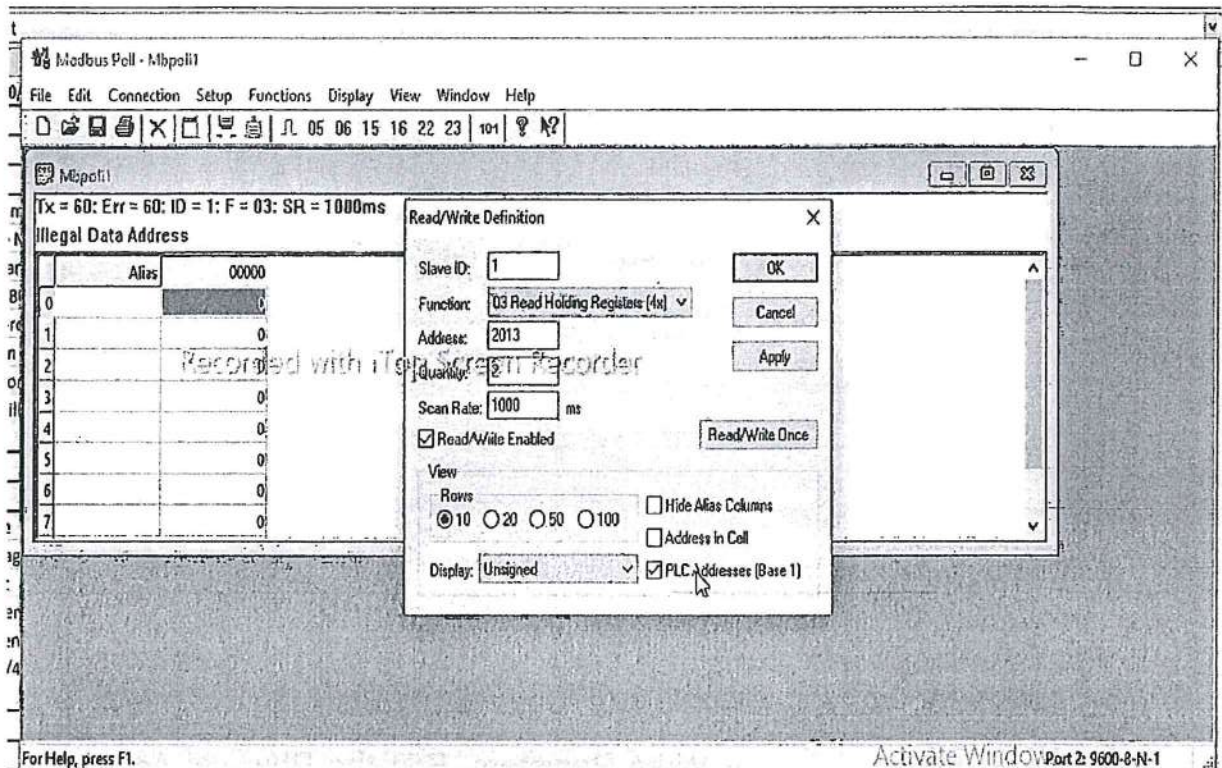 Modbus Poll - Mbpoll1
File Edit Connection Setup Functions Display View Window Help
05 06 15 16 22 23 101
Mbpoll1
Tx = 60: Err = 60: ID = 1: F = 03: SR = 1000ms
Illegal Data Address
Alias 00000
0 0
1 0
0
3 0
4 0
0
6 0
7 0
Recorded with iTop Screen Recorder
Read/Write Definition
Slave ID: 1
OK
Function: 03 Read Holding Registers (4x)
Cancel
Address: 2013
Quantity: 2
Apply
Scan Rate: 1000 ms
Read/Write Enabled
Read/Write Once
View
Rows
10 20 50 100
Hide Alias Columns
Address in Cell
Display: Unsigned
PLC Addresses (Base 1)
For Help, press F1.
Activate Window
Port 2: 9600-8-N-1